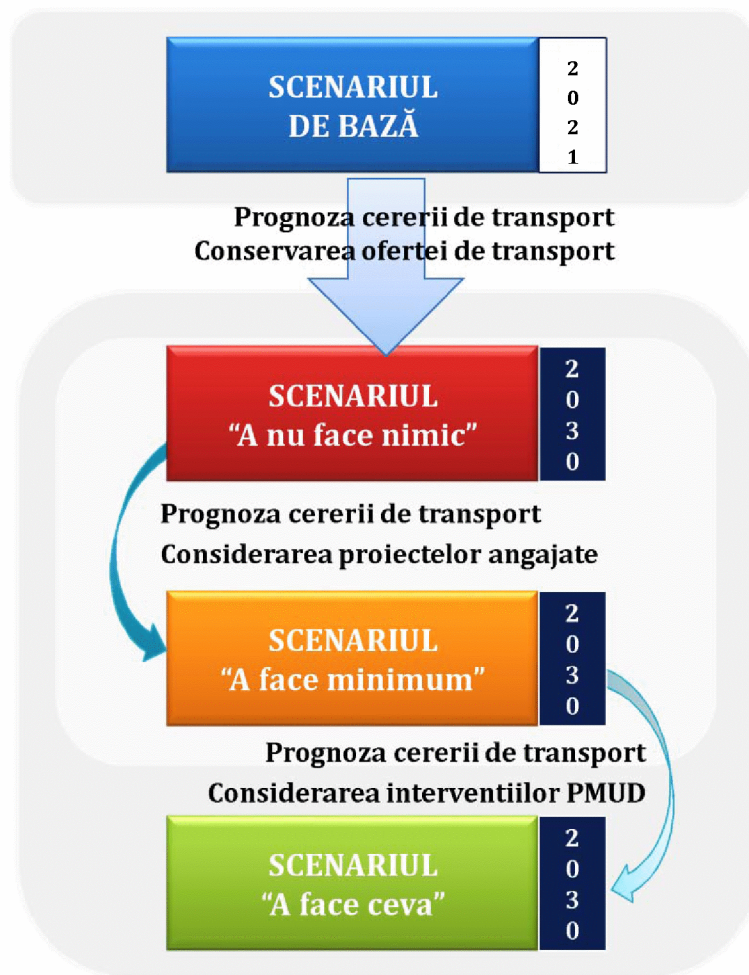 SCENARIUL
DE BAZĂ
2
0
2
1
Prognoza cererii de transport
Conservarea ofertei de transport
SCENARIUL
“A nu face nimic”
2
0
3
0
Prognoza cererii de transport
Considerarea proiectelor angajate
SCENARIUL
“A face minimum”
2
0
3
0
Prognoza cererii de transport
Considerarea interventiilor PMUD
SCENARIUL
“A face ceva”
2
0
3
0